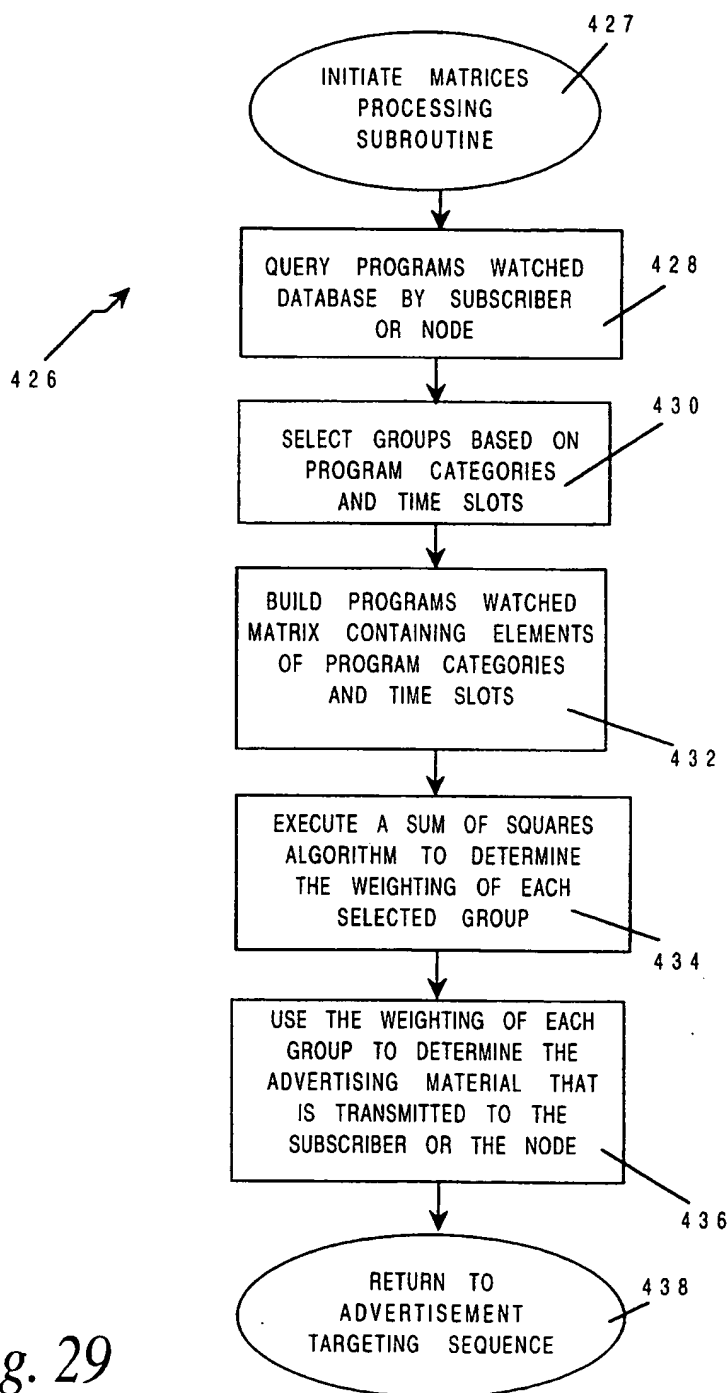 427
INITIATE MATRICES
PROCESSING
SUBROUTINE
QUERY PROGRAMS WATCHED
DATABASE BY SUBSCRIBER
OR NODE
428
426
430
SELECT GROUPS BASED ON
PROGRAM CATEGORIES
AND TIME SLOTS
BUILD PROGRAMS WATCHED
MATRIX CONTAINING ELEMENTS
OF PROGRAM CATEGORIES
AND TIME SLOTS
432
EXECUTE A SUM OF SQUARES
ALGORITHM TO DETERMINE
THE WEIGHTING OF EACH
SELECTED GROUP
434
USE THE WEIGHTING OF EACH
GROUP TO DETERMINE THE
ADVERTISING MATERIAL THAT
IS TRANSMITTED TO THE
SUBSCRIBER OR THE NODE
436
RETURN TO
ADVERTISEMENT
TARGETING SEQUENCE
438
g. 29